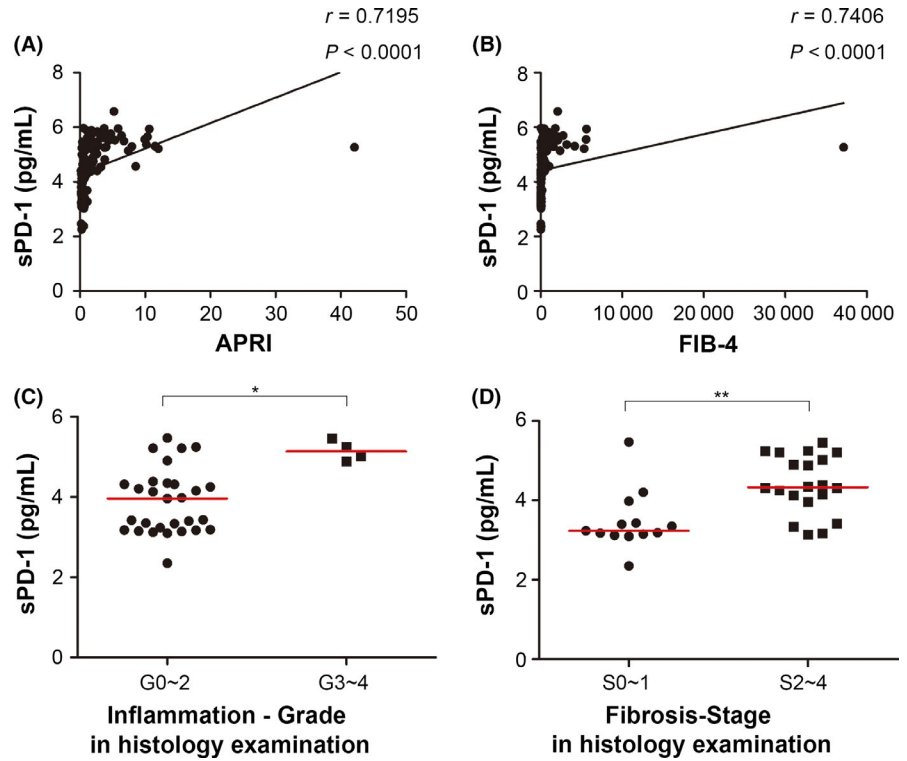 (A)
r = 0.7195
P < 0.0001
8
6
4
2
0
sPD-1 (pg/mL)
0 10 20 30 40 50
APRI
(B)
r = 0.7406
P < 0.0001
8
6
4
2
0
sPD-1 (pg/mL)
0 10 000 20 000 30 000 40 000
FIB-4
(C)
*
6
4
2
0
sPD-1 (pg/mL)
G0~2 G3~4
Inflammation - Grade
in histology examination
(D)
**
6
4
2
0
sPD-1 (pg/mL)
S0~1 S2~4
Fibrosis-Stage
in histology examination